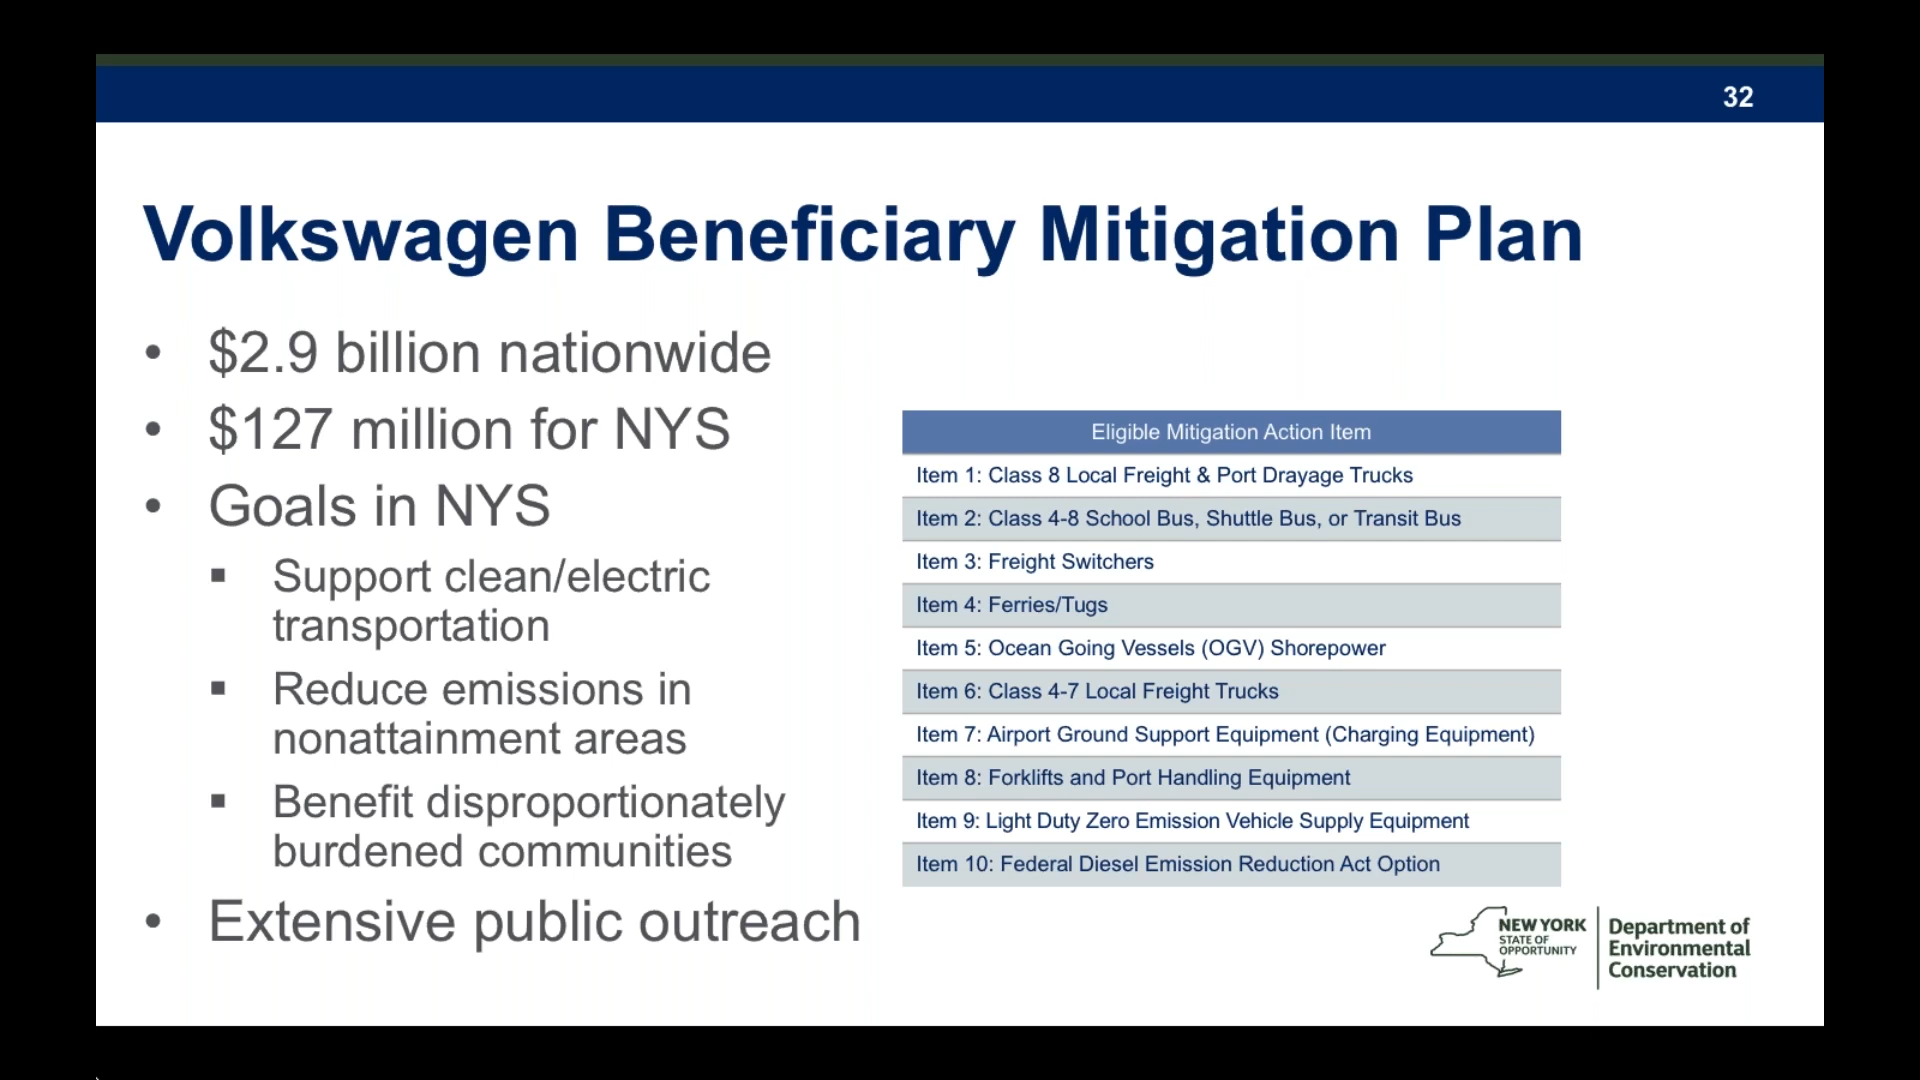 32
Volkswagen Beneficiary Mitigation Plan
• $2.9 billion nationwide
• $127 million for NYS
• Goals in NYS
▪ Support clean/electric
transportation
▪ Reduce emissions in
nonattainment areas
▪ Benefit disproportionately
burdened communities
• Extensive public outreach
Eligible Mitigation Action Item
Item 1: Class 8 Local Freight & Port Drayage Trucks
Item 2: Class 4-8 School Bus, Shuttle Bus, or Transit Bus
Item 3: Freight Switchers
Item 4: Ferries/Tugs
Item 5: Ocean Going Vessels (OGV) Shorepower
Item 6: Class 4-7 Local Freight Trucks
Item 7: Airport Ground Support Equipment (Charging Equipment)
Item 8: Forklifts and Port Handling Equipment
Item 9: Light Duty Zero Emission Vehicle Supply Equipment
Item 10: Federal Diesel Emission Reduction Act Option
NEW YORK
STATE OF
OPPORTUNITY
Department of
Environmental
Conservation